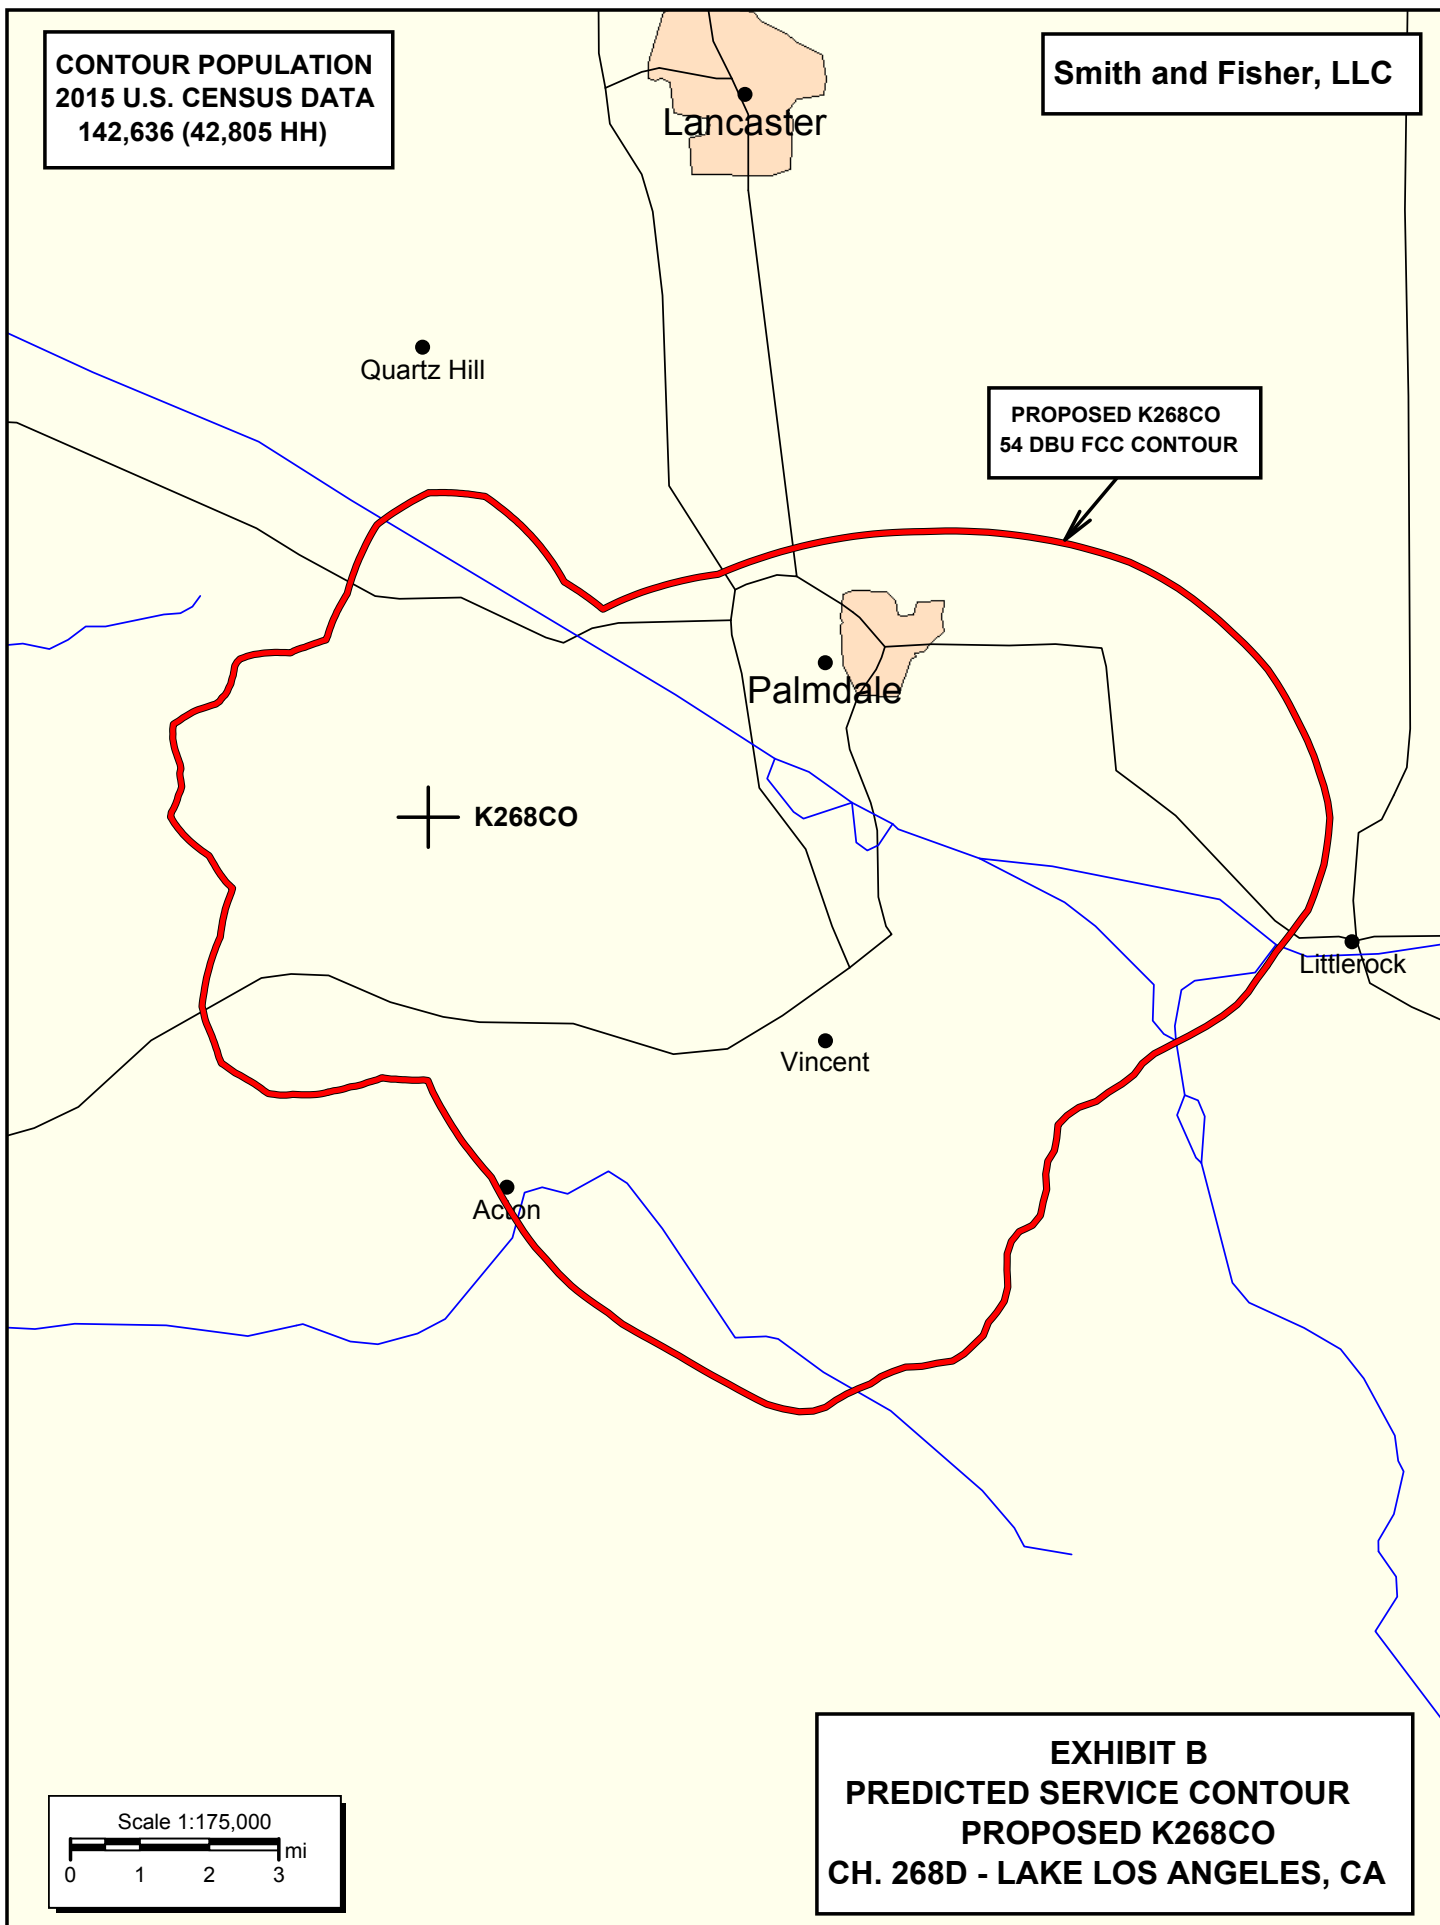 CONTOUR POPULATION
2015 U.S. CENSUS DATA
142,636 (42,805 HH)
Smith and Fisher, LLC
Lancaster
Quartz Hill
PROPOSED K268CO
54 DBU FCC CONTOUR
Palmdale
K268CO
Littlerock
Vincent
Acton
EXHIBIT B
PREDICTED SERVICE CONTOUR
PROPOSED K268CO
CH. 268D - LAKE LOS ANGELES, CA
Scale 1:175,000
mi
0 1 2 3